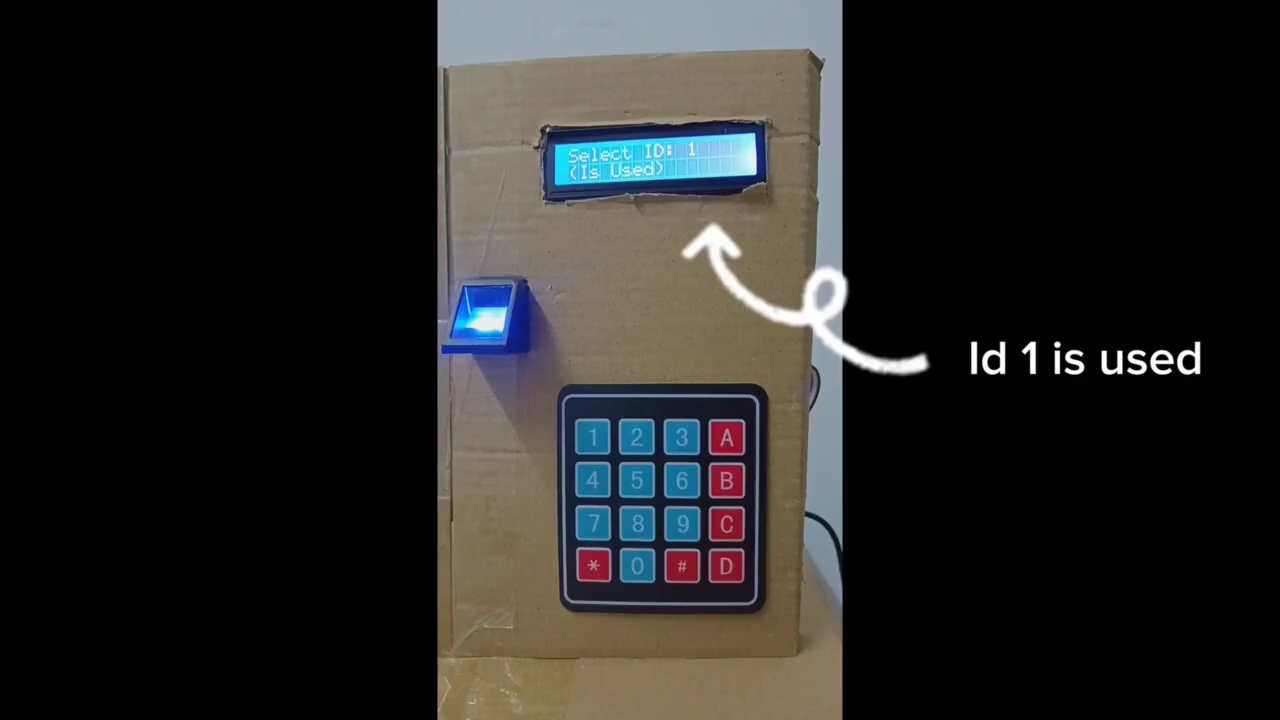 Select ID: 1
(Is Used)
Id 1 is used
1 2 3 A
4 5 6 B
7 8 9 C
* 0 # D